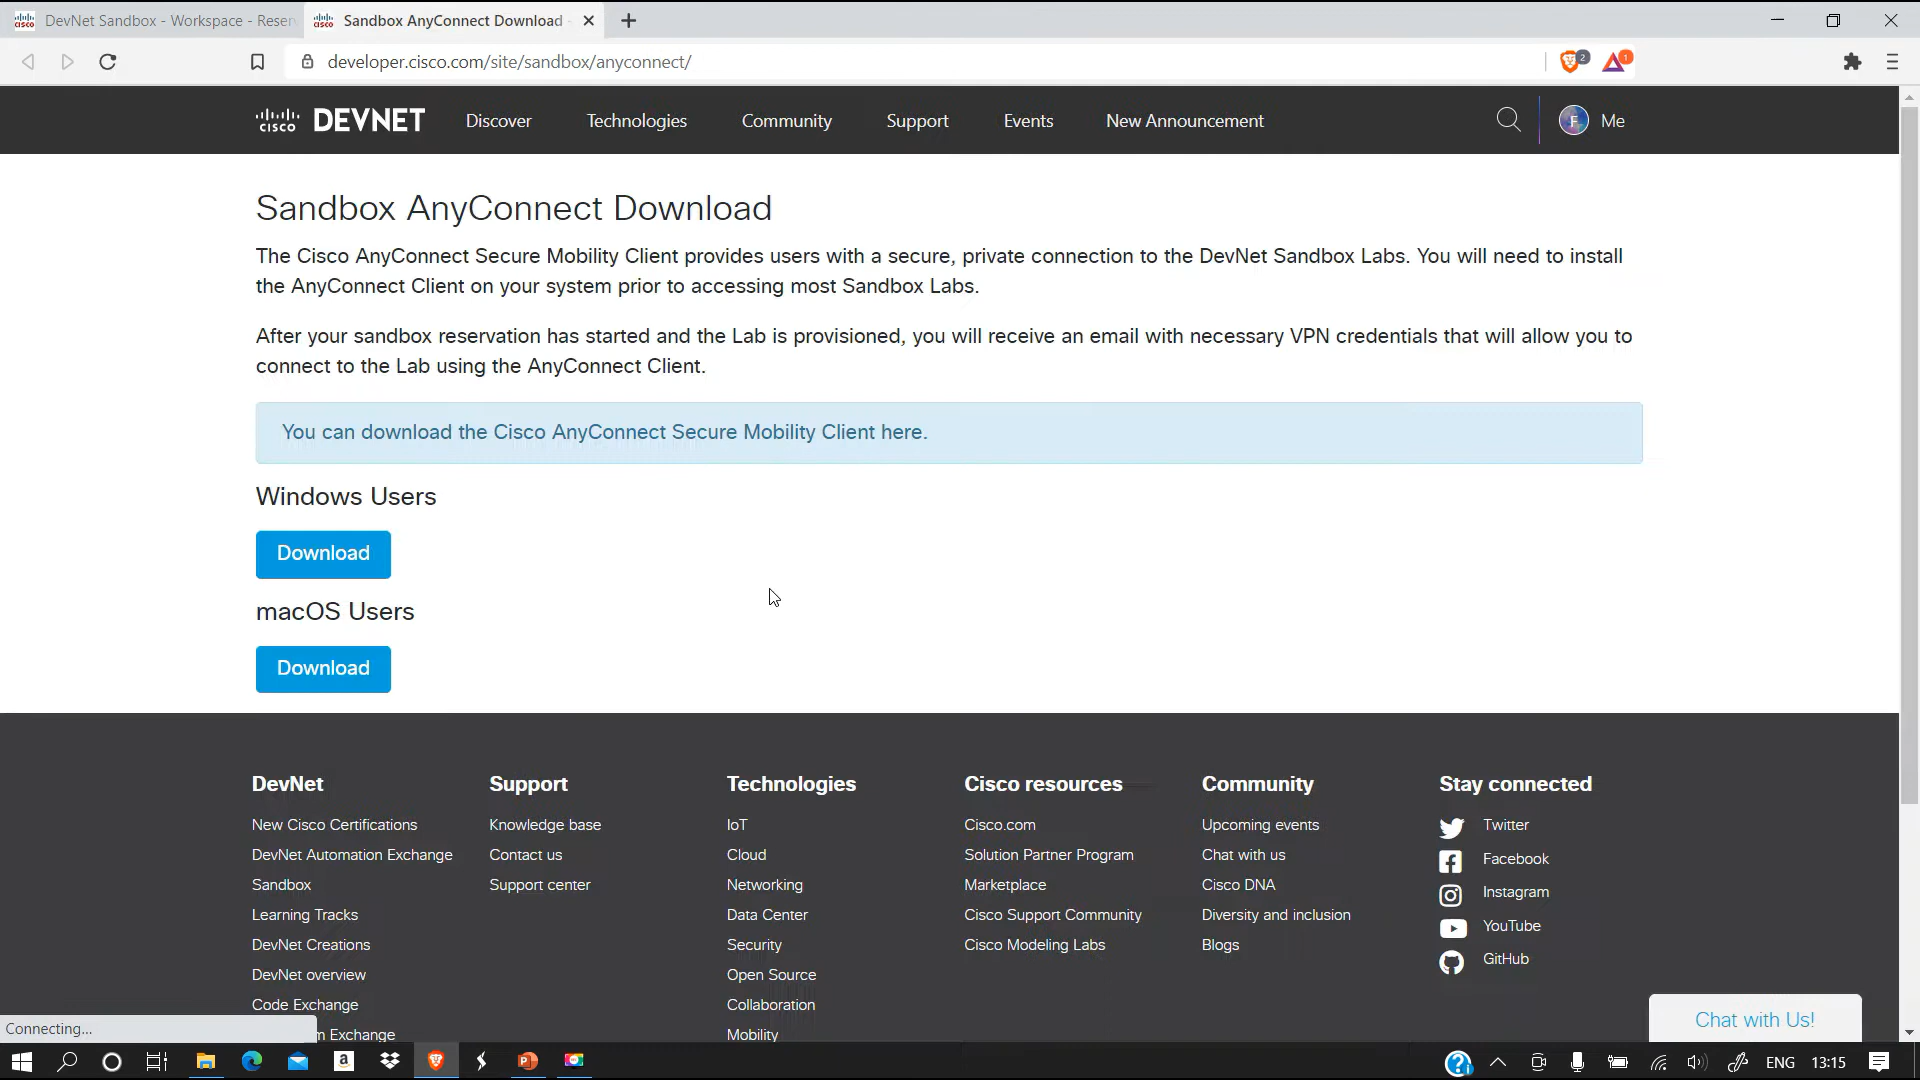 DevNet Sandbox - Workspace - Reser
Sandbox AnyConnect Download
developer.cisco.com/site/sandbox/anyconnect/
2
1
cisco DEVNET
Discover
Technologies
Community
Support
Events
New Announcement
F
Me
Sandbox AnyConnect Download
The Cisco AnyConnect Secure Mobility Client provides users with a secure, private connection to the DevNet Sandbox Labs. You will need to install
the AnyConnect Client on your system prior to accessing most Sandbox Labs.
After your sandbox reservation has started and the Lab is provisioned, you will receive an email with necessary VPN credentials that will allow you to
connect to the Lab using the AnyConnect Client.
You can download the Cisco AnyConnect Secure Mobility Client here.
Windows Users
Download
macOS Users
Download
DevNet
New Cisco Certifications
DevNet Automation Exchange
Sandbox
Learning Tracks
DevNet Creations
DevNet overview
Code Exchange
m Exchange
Support
Knowledge base
Contact us
Support center
Technologies
IoT
Cloud
Networking
Data Center
Security
Open Source
Collaboration
Mobility
Cisco resources
Cisco.com
Solution Partner Program
Marketplace
Cisco Support Community
Cisco Modeling Labs
Community
Upcoming events
Chat with us
Cisco DNA
Diversity and inclusion
Blogs
Stay connected
Twitter
Facebook
Instagram
YouTube
GitHub
Chat with Us!
Connecting...
ENG
13:15